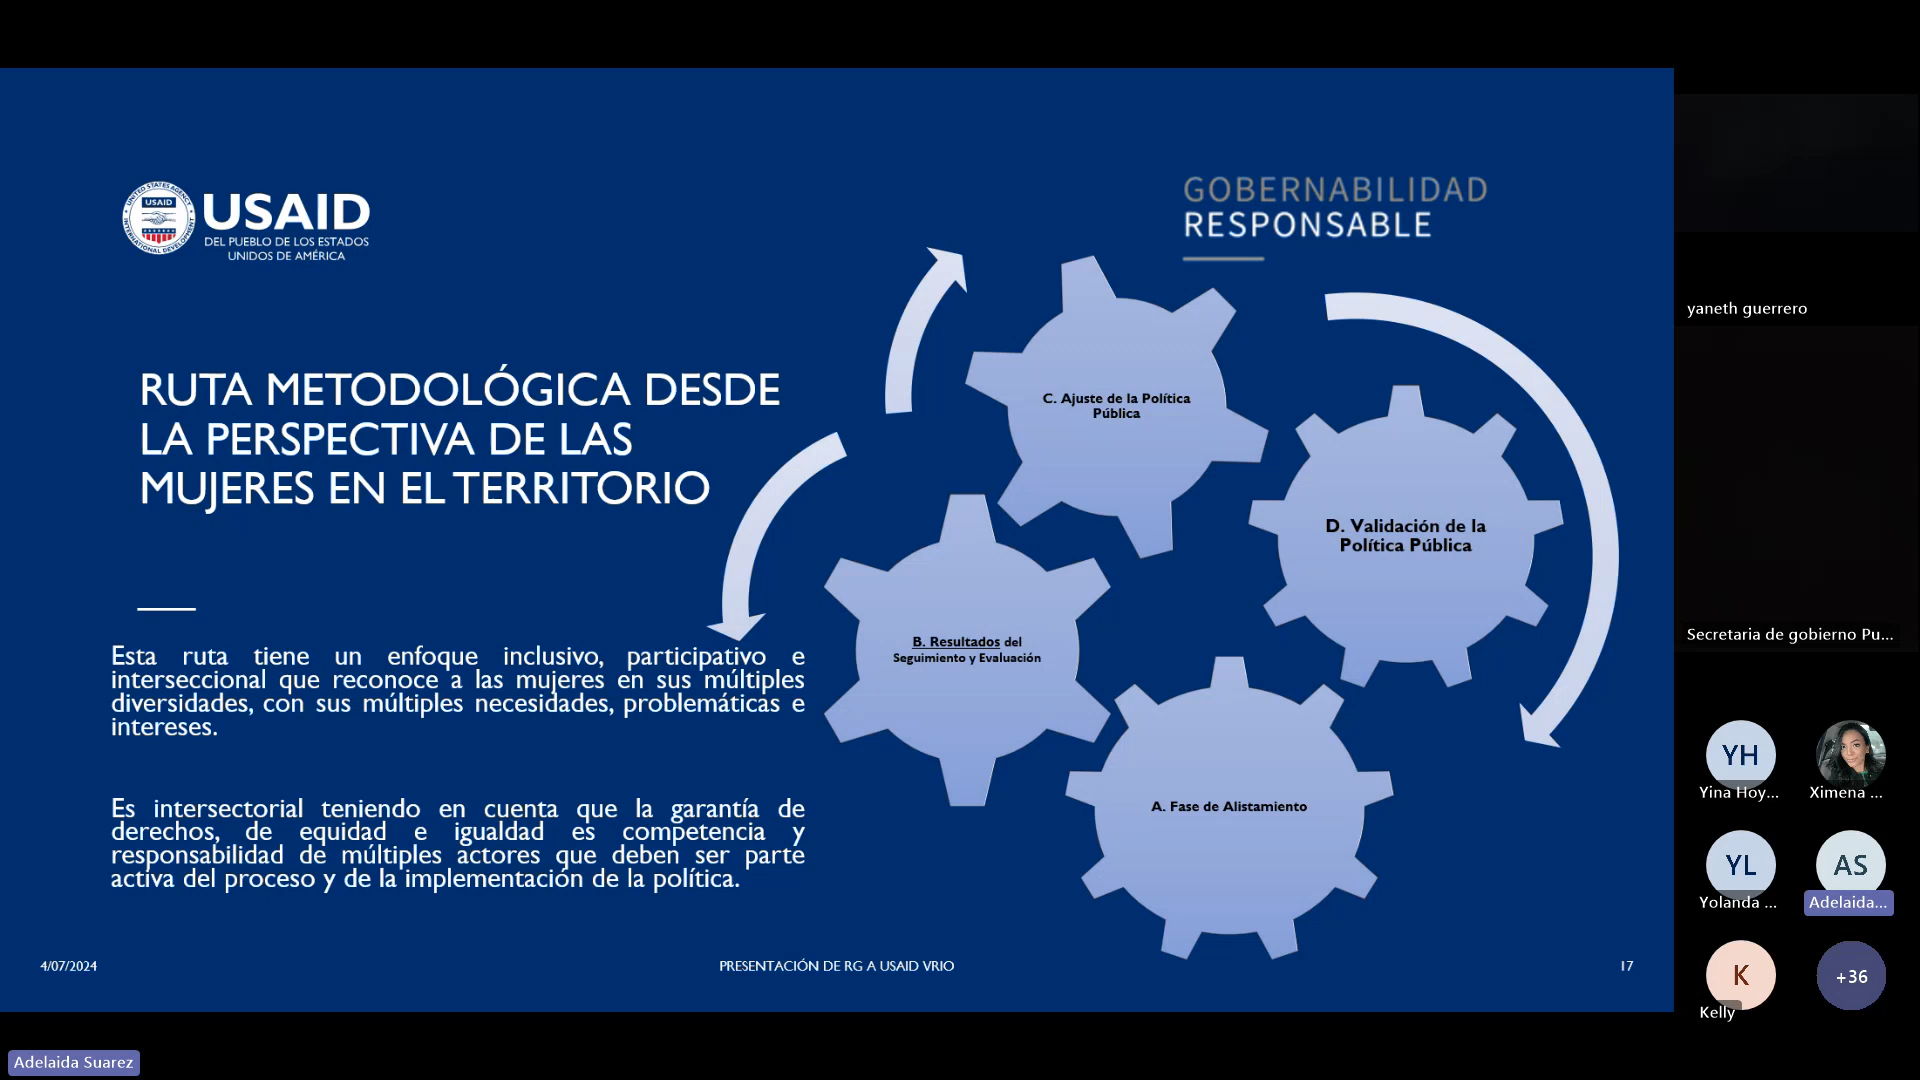 USAID
USAID
DEL PUEBLO DE LOS ESTADOS
UNIDOS DE AMÉRICA
GOBERNABILIDAD
RESPONSABLE
RUTA METODOLÓGICA DESDE
LA PERSPECTIVA DE LAS
MUJERES EN EL TERRITORIO
Esta ruta tiene un enfoque inclusivo, participativo e
interseccional que reconoce a las mujeres en sus múltiples
diversidades, con sus múltiples necesidades, problemáticas e
intereses.
Es intersectorial teniendo en cuenta que la garantía de
derechos, de equidad e igualdad es competencia y
responsabilidad de múltiples actores que deben ser parte
activa del proceso y de la implementación de la política.
C. Ajuste de la Política
Pública
D. Validación de la
Política Pública
B. Resultados del
Seguimiento y Evaluación
A. Fase de Alistamiento
4/07/2024
PRESENTACIÓN DE RG A USAID VRIO
17
yaneth guerrero
Secretaria de gobierno Pu...
YH
Yina Hoy...
Ximena ...
YL
Yolanda ...
AS
Adelaida...
K
Kelly
+36
Adelaida Suarez